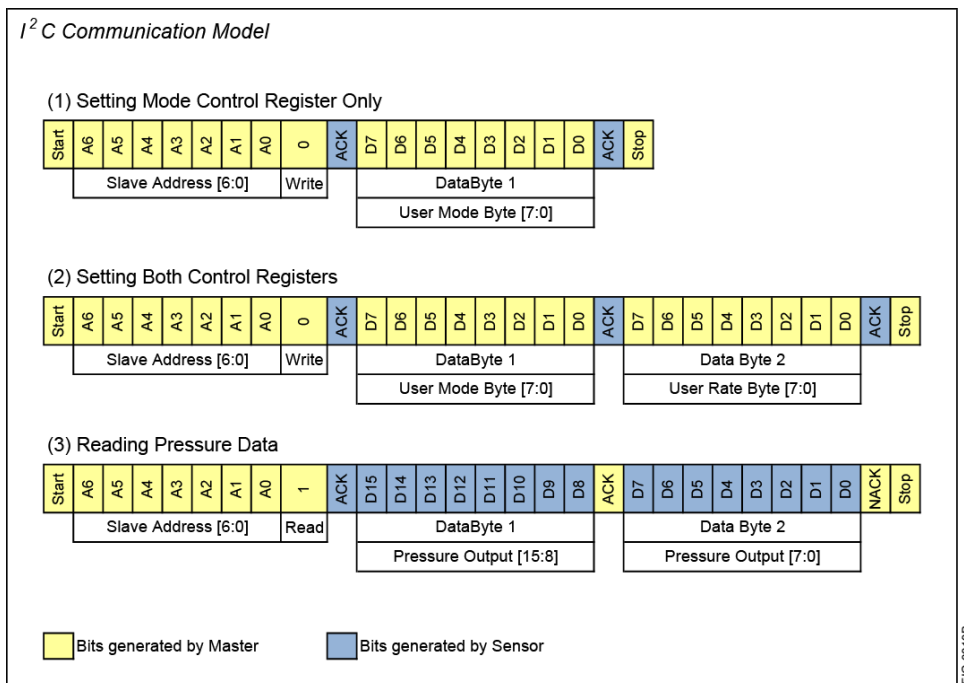 I2C Communication Model
(1) Setting Mode Control Register Only
Start A6 A5 A4 A3 A2 A1 A0 0 ACK D7 D6 D5 D4 D3 D2 D1 D0 ACK Stop
Slave Address [6:0] Write DataByte 1
User Mode Byte [7:0]
(2) Setting Both Control Registers
Start A6 A5 A4 A3 A2 A1 A0 0 ACK D7 D6 D5 D4 D3 D2 D1 D0 ACK D7 D6 D5 D4 D3 D2 D1 D0 ACK Stop
Slave Address [6:0] Write DataByte 1 Data Byte 2
User Mode Byte [7:0] User Rate Byte [7:0]
(3) Reading Pressure Data
Start A6 A5 A4 A3 A2 A1 A0 1 ACK D15 D14 D13 D12 D11 D10 D9 D8 ACK D7 D6 D5 D4 D3 D2 D1 D0 NACK Stop
Slave Address [6:0] Read DataByte 1 Data Byte 2
Pressure Output [15:8] Pressure Output [7:0]
Bits generated by Master Bits generated by Sensor